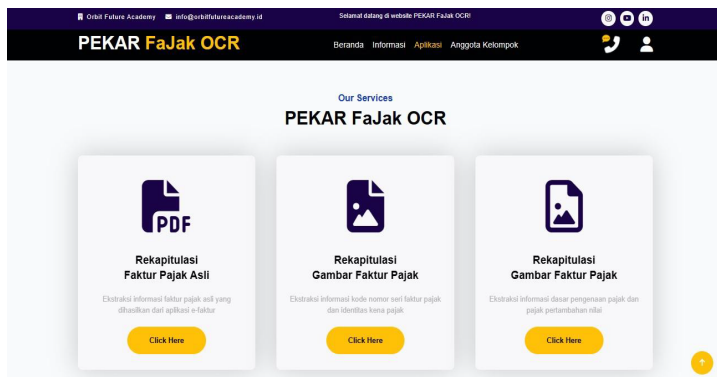 Orbit Future Academy info@orbitfutureacademy.id Selamat datang di website PEKAR FaJak OCR!
PEKAR FaJak OCR Beranda Informasi Aplikasi Anggota Kelompok
Our Services
PEKAR FaJak OCR
PDF
Rekapitulasi
Faktur Pajak Asli
Ekstraksi informasi faktur pajak asli yang
dihasilkan dari aplikasi e-faktur
Click Here
Rekapitulasi
Gambar Faktur Pajak
Ekstraksi informasi kode nomor seri faktur pajak
dan identitas kena pajak
Click Here
Rekapitulasi
Gambar Faktur Pajak
Ekstraksi informasi dasar pengenaan pajak dan
pajak pertambahan nilai
Click Here